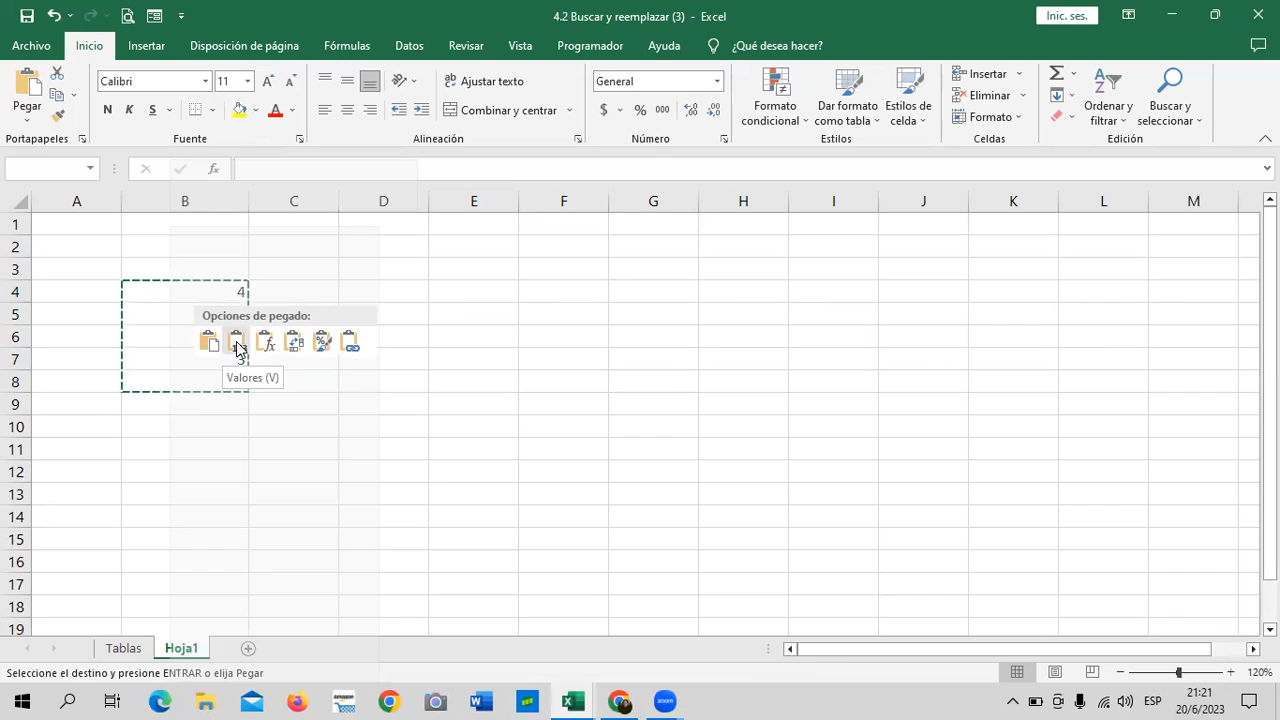 4.2 Buscar y reemplazar (3) - Excel
Inic. ses.
Archivo Inicio Insertar Disposición de página Fórmulas Datos Revisar Vista Programador Ayuda ¿Qué desea hacer?
Pegar
Calibri 11
N K S A
Ajustar texto
Combinar y centrar
General
$ % 000
Formato condicional
Dar formato como tabla
Estilos de celda
Insertar
Eliminar
Formato
Ordenar y filtrar
Buscar y seleccionar
Portapapeles Fuente Alineación Número Estilos Celdas Edición
fx
A B C D E F G H I J K L M
1
2
3
4 4
5
Opciones de pegado:
6
7 3
Valores (V)
8
9
10
11
12
13
14
15
16
17
18
19
Tablas Hoja1
Seleccione el destino y presione ENTRAR o elija Pegar
120%
ESP
21:21
20/6/2023